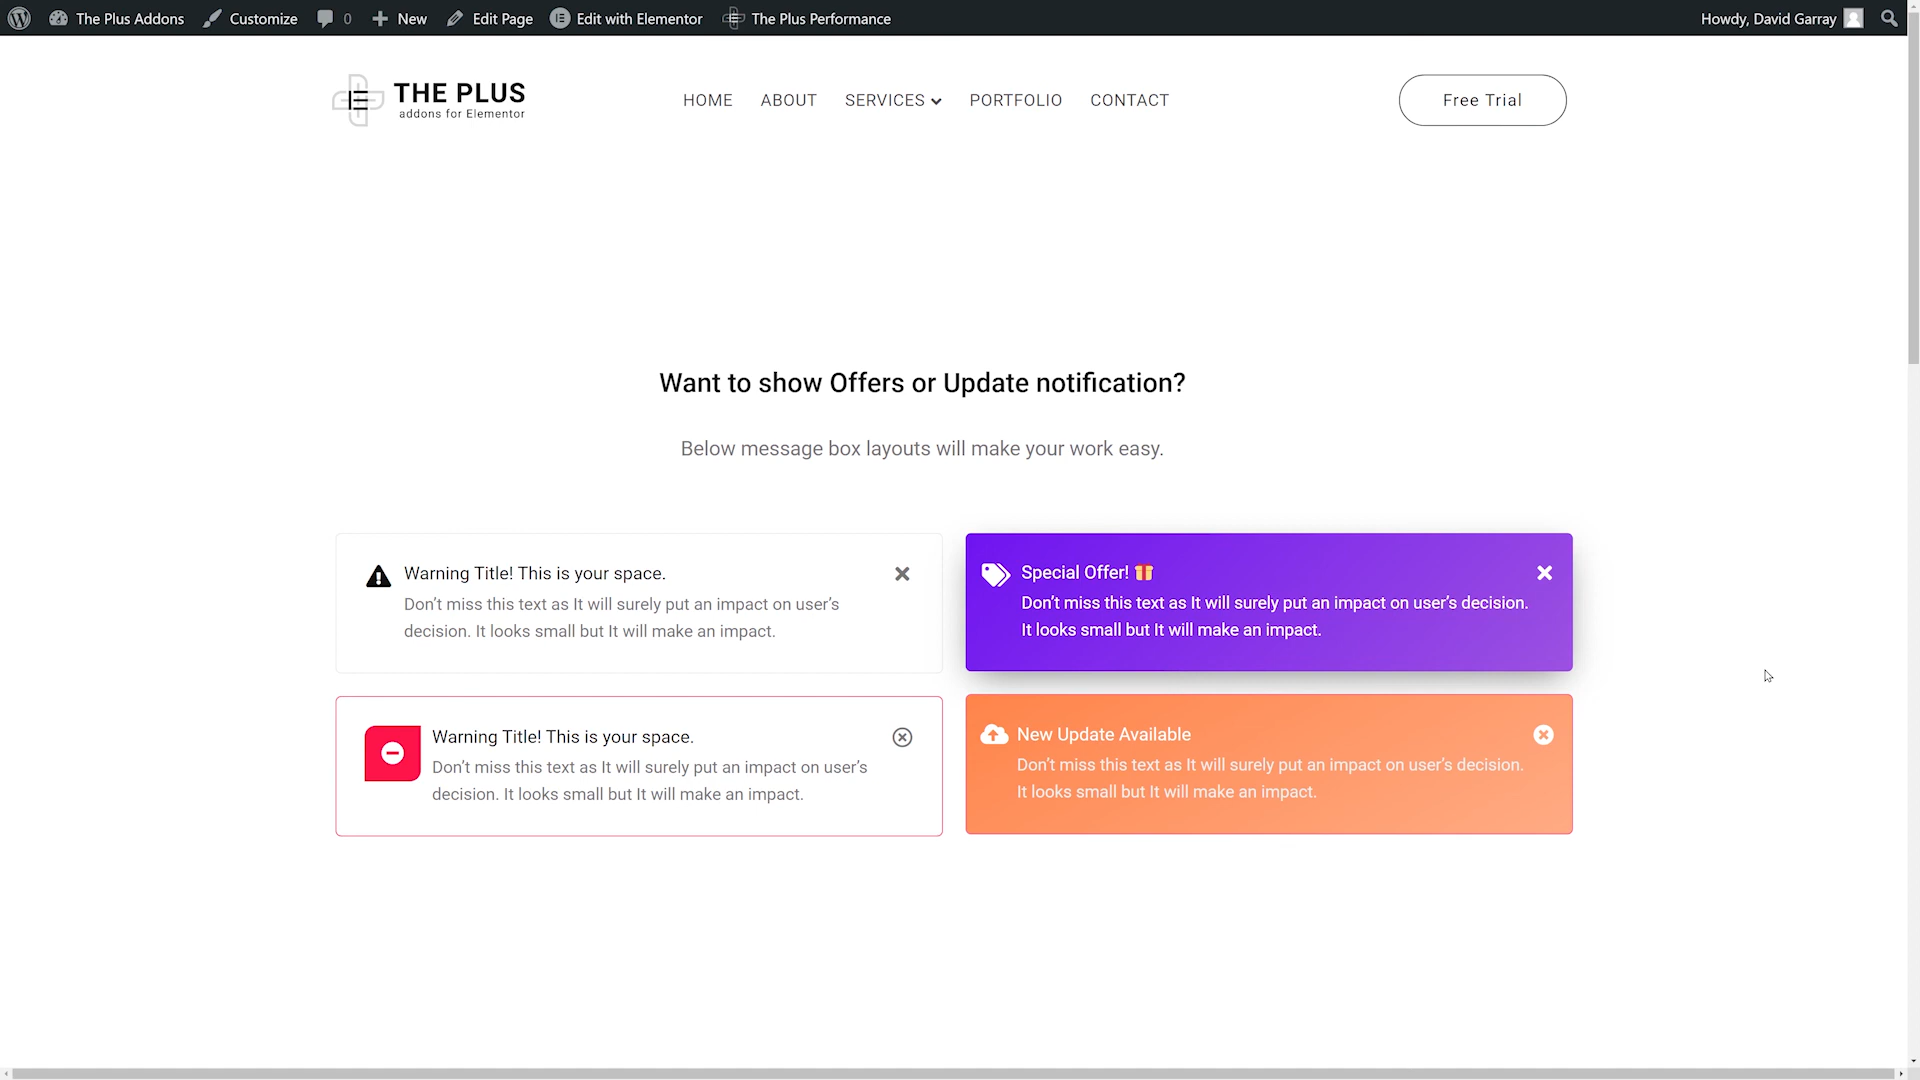 The Plus Addons Customize 0 New Edit Page Edit with Elementor The Plus Performance Howdy, David Garray
THE PLUS
addons for Elementor
HOME ABOUT SERVICES PORTFOLIO CONTACT
Free Trial
Want to show Offers or Update notification?
Below message box layouts will make your work easy.
Warning Title! This is your space.
Don’t miss this text as It will surely put an impact on user’s
decision. It looks small but It will make an impact.
Special Offer! 🎁
Don’t miss this text as It will surely put an impact on user’s decision.
It looks small but It will make an impact.
Warning Title! This is your space.
Don’t miss this text as It will surely put an impact on user’s
decision. It looks small but It will make an impact.
New Update Available
Don’t miss this text as It will surely put an impact on user’s decision.
It looks small but It will make an impact.